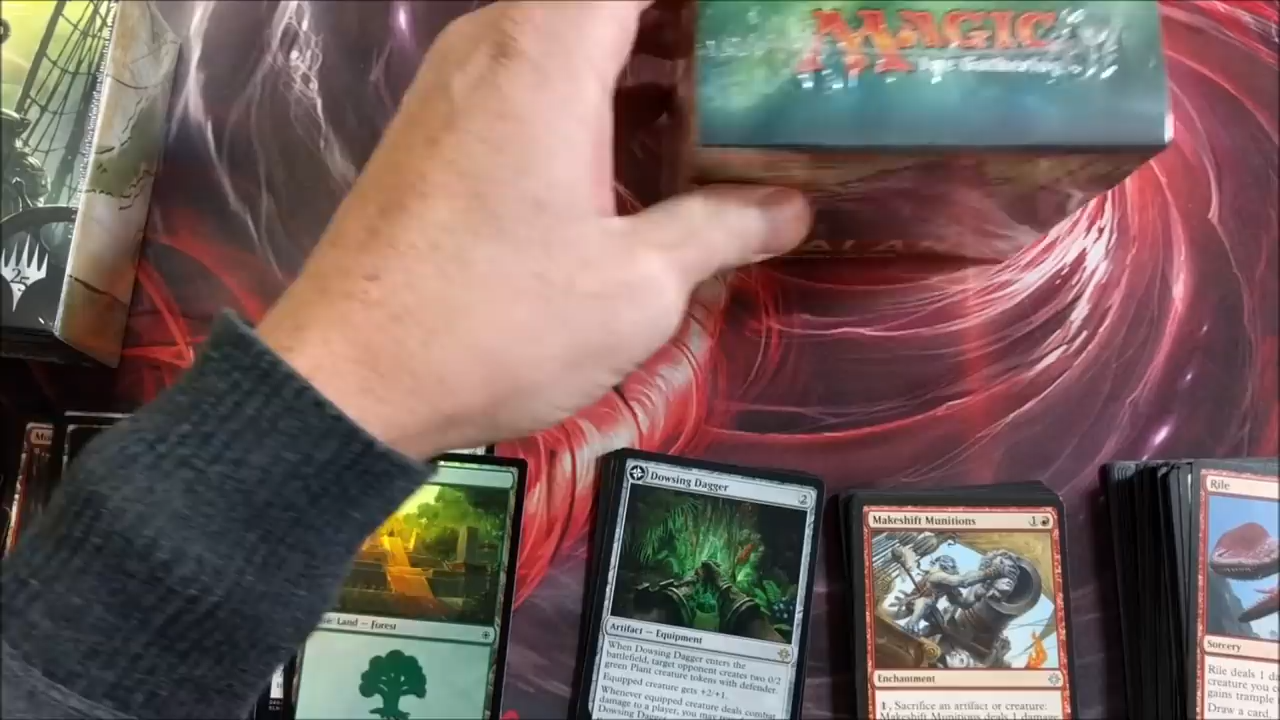 MAGIC
The Gathering
Dowsing Dagger
2
Artifact — Equipment
When Dowsing Dagger enters the
battlefield, target opponent creates two 0/2
green Plant creature tokens with defender.
Equipped creature gets +2/+1.
Whenever equipped creature deals combat
damage to a player, you may
Dowsing Dagger
Makeshift Munitions
1
Enchantment
1, Sacrifice an artifact or creature:
Makeshift Munitions deals 1 damage
Rile
Sorcery
Rile deals 1
creature you
gains trample
Draw a card.
Land — Forest